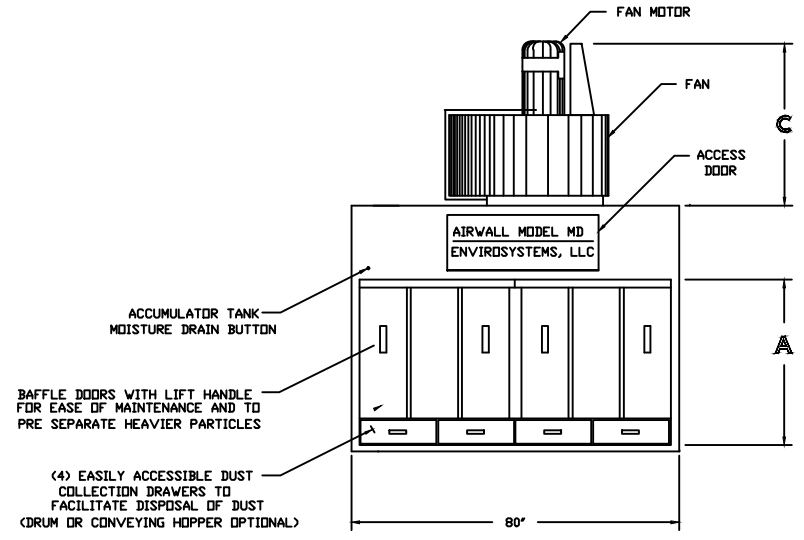 FAN MOTOR
FAN
C
ACCESS
DOOR
AIRWALL MODEL MD
ENVIROSYSTEMS, LLC
ACCUMULATOR TANK
MOISTURE DRAIN BUTTON
A
BAFFLE DOORS WITH LIFT HANDLE
FOR EASE OF MAINTENANCE AND TO
PRE SEPARATE HEAVIER PARTICLES
(4) EASILY ACCESSIBLE DUST
COLLECTION DRAWERS TO
FACILITATE DISPOSAL OF DUST
(DRUM OR CONVEYING HOPPER OPTIONAL)
80"